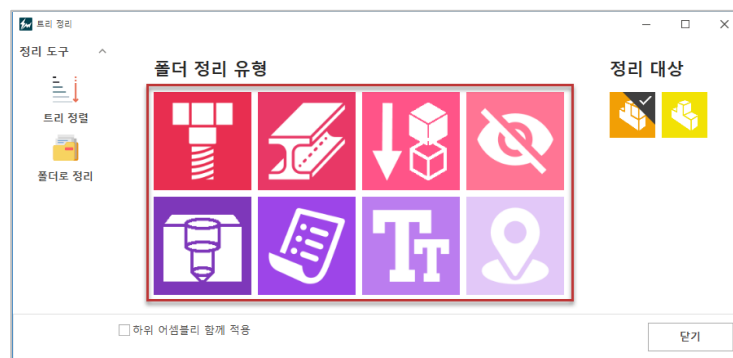 트리 정리
정리 도구
트리 정렬
폴더로 정리
폴더 정리 유형
정리 대상
하위 어셈블리 함께 적용
닫기